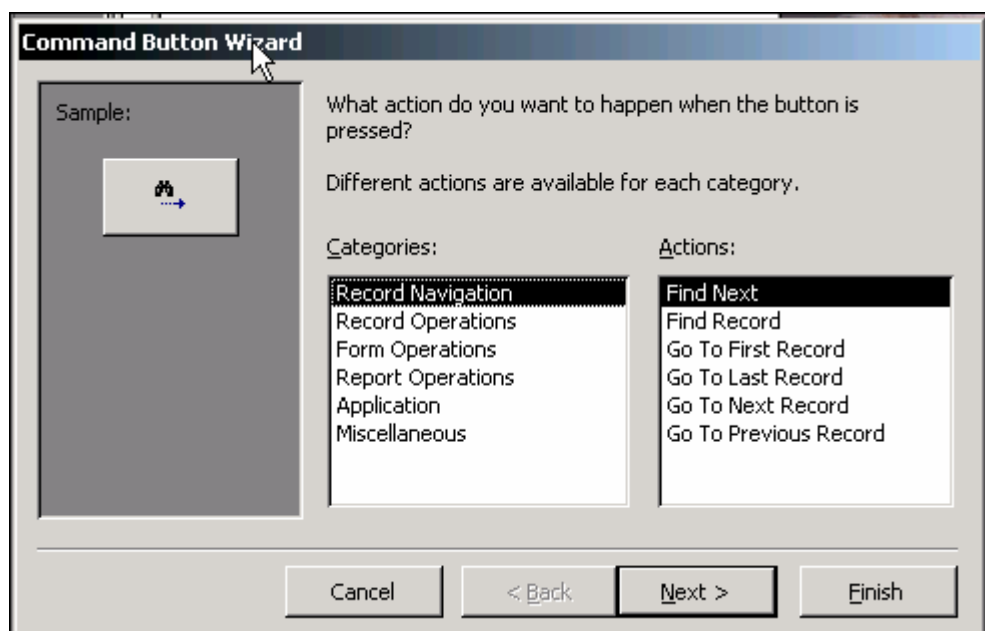 Command Button Wizard
Sample:
What action do you want to happen when the button is
pressed?
Different actions are available for each category.
Categories:
Record Navigation
Record Operations
Form Operations
Report Operations
Application
Miscellaneous
Actions:
Find Next
Find Record
Go To First Record
Go To Last Record
Go To Next Record
Go To Previous Record
Cancel
< Back
Next >
Finish